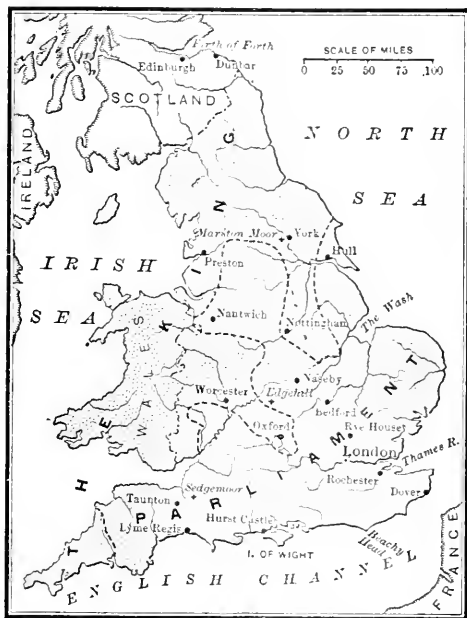 Firth of Forth
Edinburgh
Dunbar
SCALE OF MILES
0 25 50 100
SCOTLAND
IRELAND
NORTH
SEA
Marston Moor
York
Hull
Preston
IRISH
SEA
Nantwich
Nottingham
The Wash
WALES
Naseby
Edgehill
Worcester
Bedford
Oxford
Rye House
London
Thames R.
Rochester
Dover
Sedgemoor
Taunton
Lyme Regis
Hurst Castle
I. OF WIGHT
Beachy
Head
ENGLISH CHANNEL
FRANCE
THE KING
PARLIAMENT